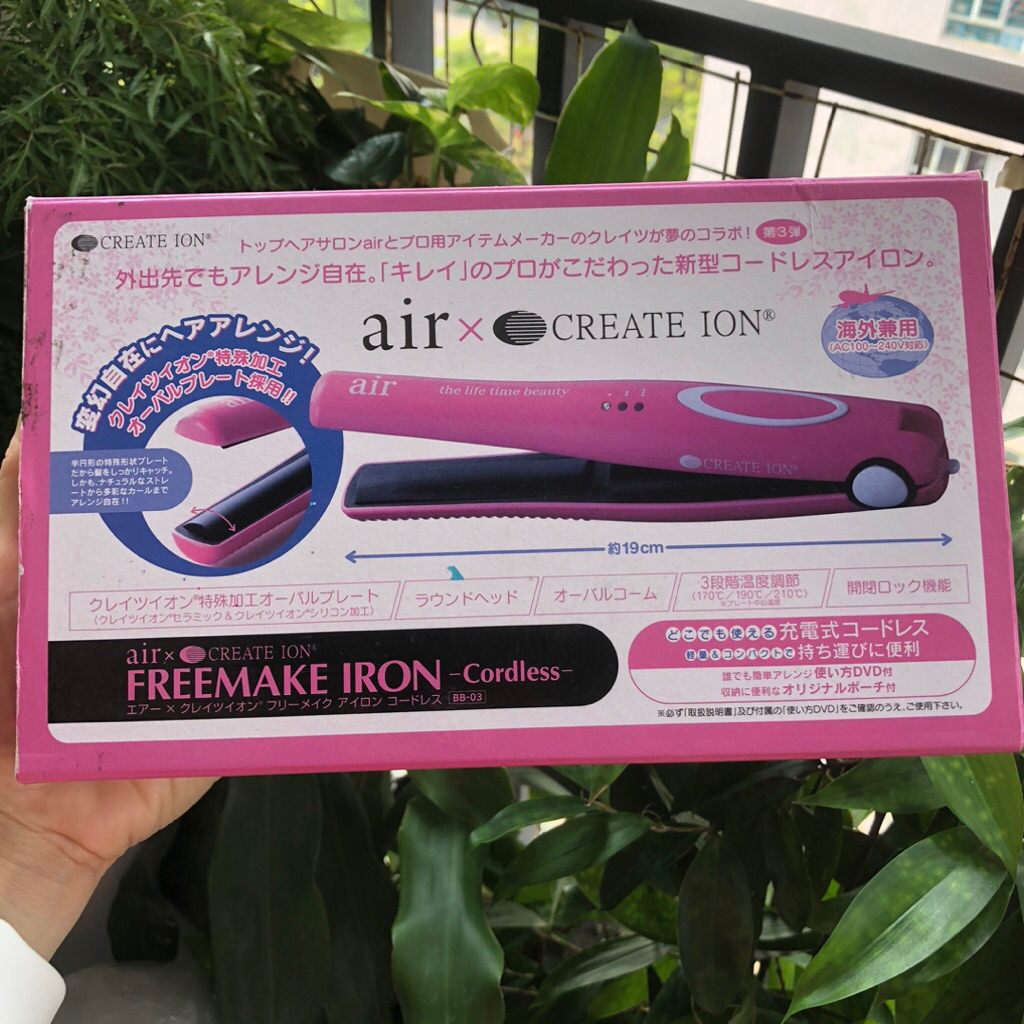 CREATE ION®
トップヘアサロンairとプロ用アイテムメーカーのクレイツが夢のコラボ！ 第3弾
外出先でもアレンジ自在。「キレイ」のプロがこだわった新型コードレスアイロン。
air × CREATE ION®
海外兼用
(AC100〜240V対応)
変幻自在にヘアアレンジ！
クレイツイオン®特殊加工
オーバルプレート採用!!
半円形の特殊形状プレート
だから髪をしっかりキャッチ。
しかも、ナチュラルなストレ
ートから多彩なカールまで
アレンジ自在!!
air
the life time beauty
CREATE ION®
約19cm
クレイツイオン®特殊加工オーバルプレート
(クレイツイオン®セラミック＆クレイツイオン®シリコン加工)
ラウンドヘッド
オーバルコーム
3段階温度調節
(170℃／190℃／210℃)
※プレート中心温度
開閉ロック機能
air× CREATE ION®
FREEMAKE IRON -Cordless-
エアー × クレイツイオン® フリーメイク アイロン コードレス BB-03
どこでも使える 充電式コードレス
軽量＆コンパクトで 持ち運びに便利
誰でも簡単アレンジ 使い方DVD付
収納に便利な オリジナルポーチ付
※必ず「取扱説明書」及び付属の「使い方DVD」をご確認のうえ、ご使用下さい。